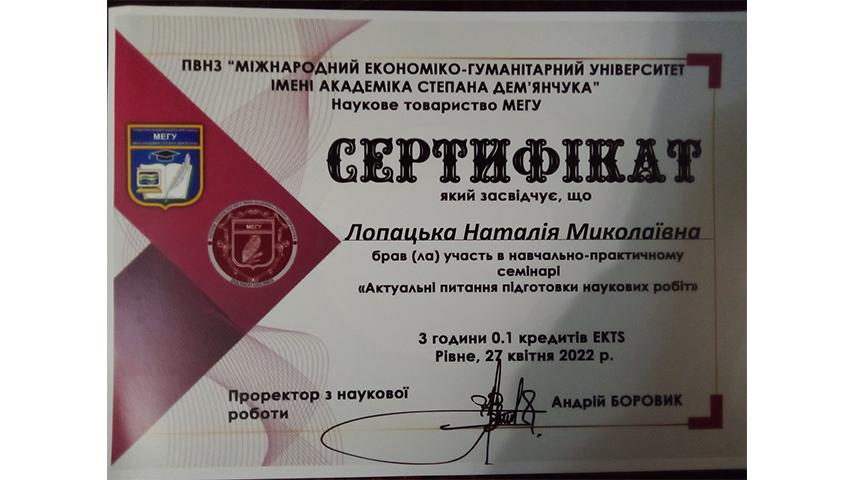 ПВНЗ “МІЖНАРОДНИЙ ЕКОНОМІКО-ГУМАНІТАРНИЙ УНІВЕРСИТЕТ
ІМЕНІ АКАДЕМІКА СТЕПАНА ДЕМ'ЯНЧУКА”
Наукове товариство МЕГУ
СЕРТИФІКАТ
який засвідчує, що
Лопацька Наталія Миколаївна
брав (ла) участь в навчально-практичному
семінарі
«Актуальні питання підготовки наукових робіт»
3 години 0.1 кредитів EKTS
Рівне, 27 квітня 2022 р.
Проректор з наукової
роботи
Андрій БОРОВИК
МЕГУ
МЕГУ